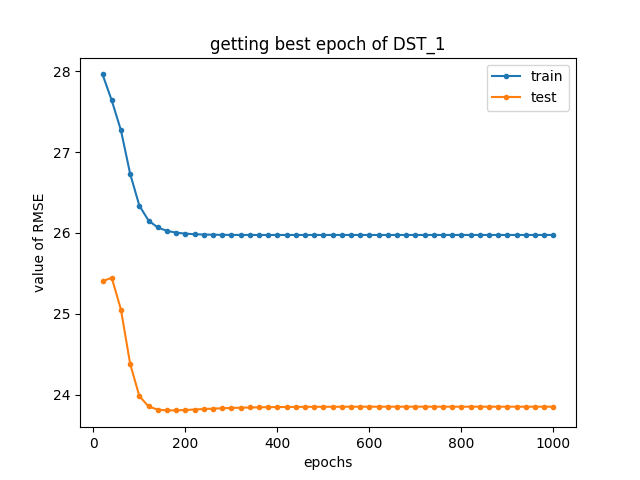 getting best epoch of DST_1
train
test
value of RMSE
28
27
26
25
24
0
200
400
600
800
1000
epochs